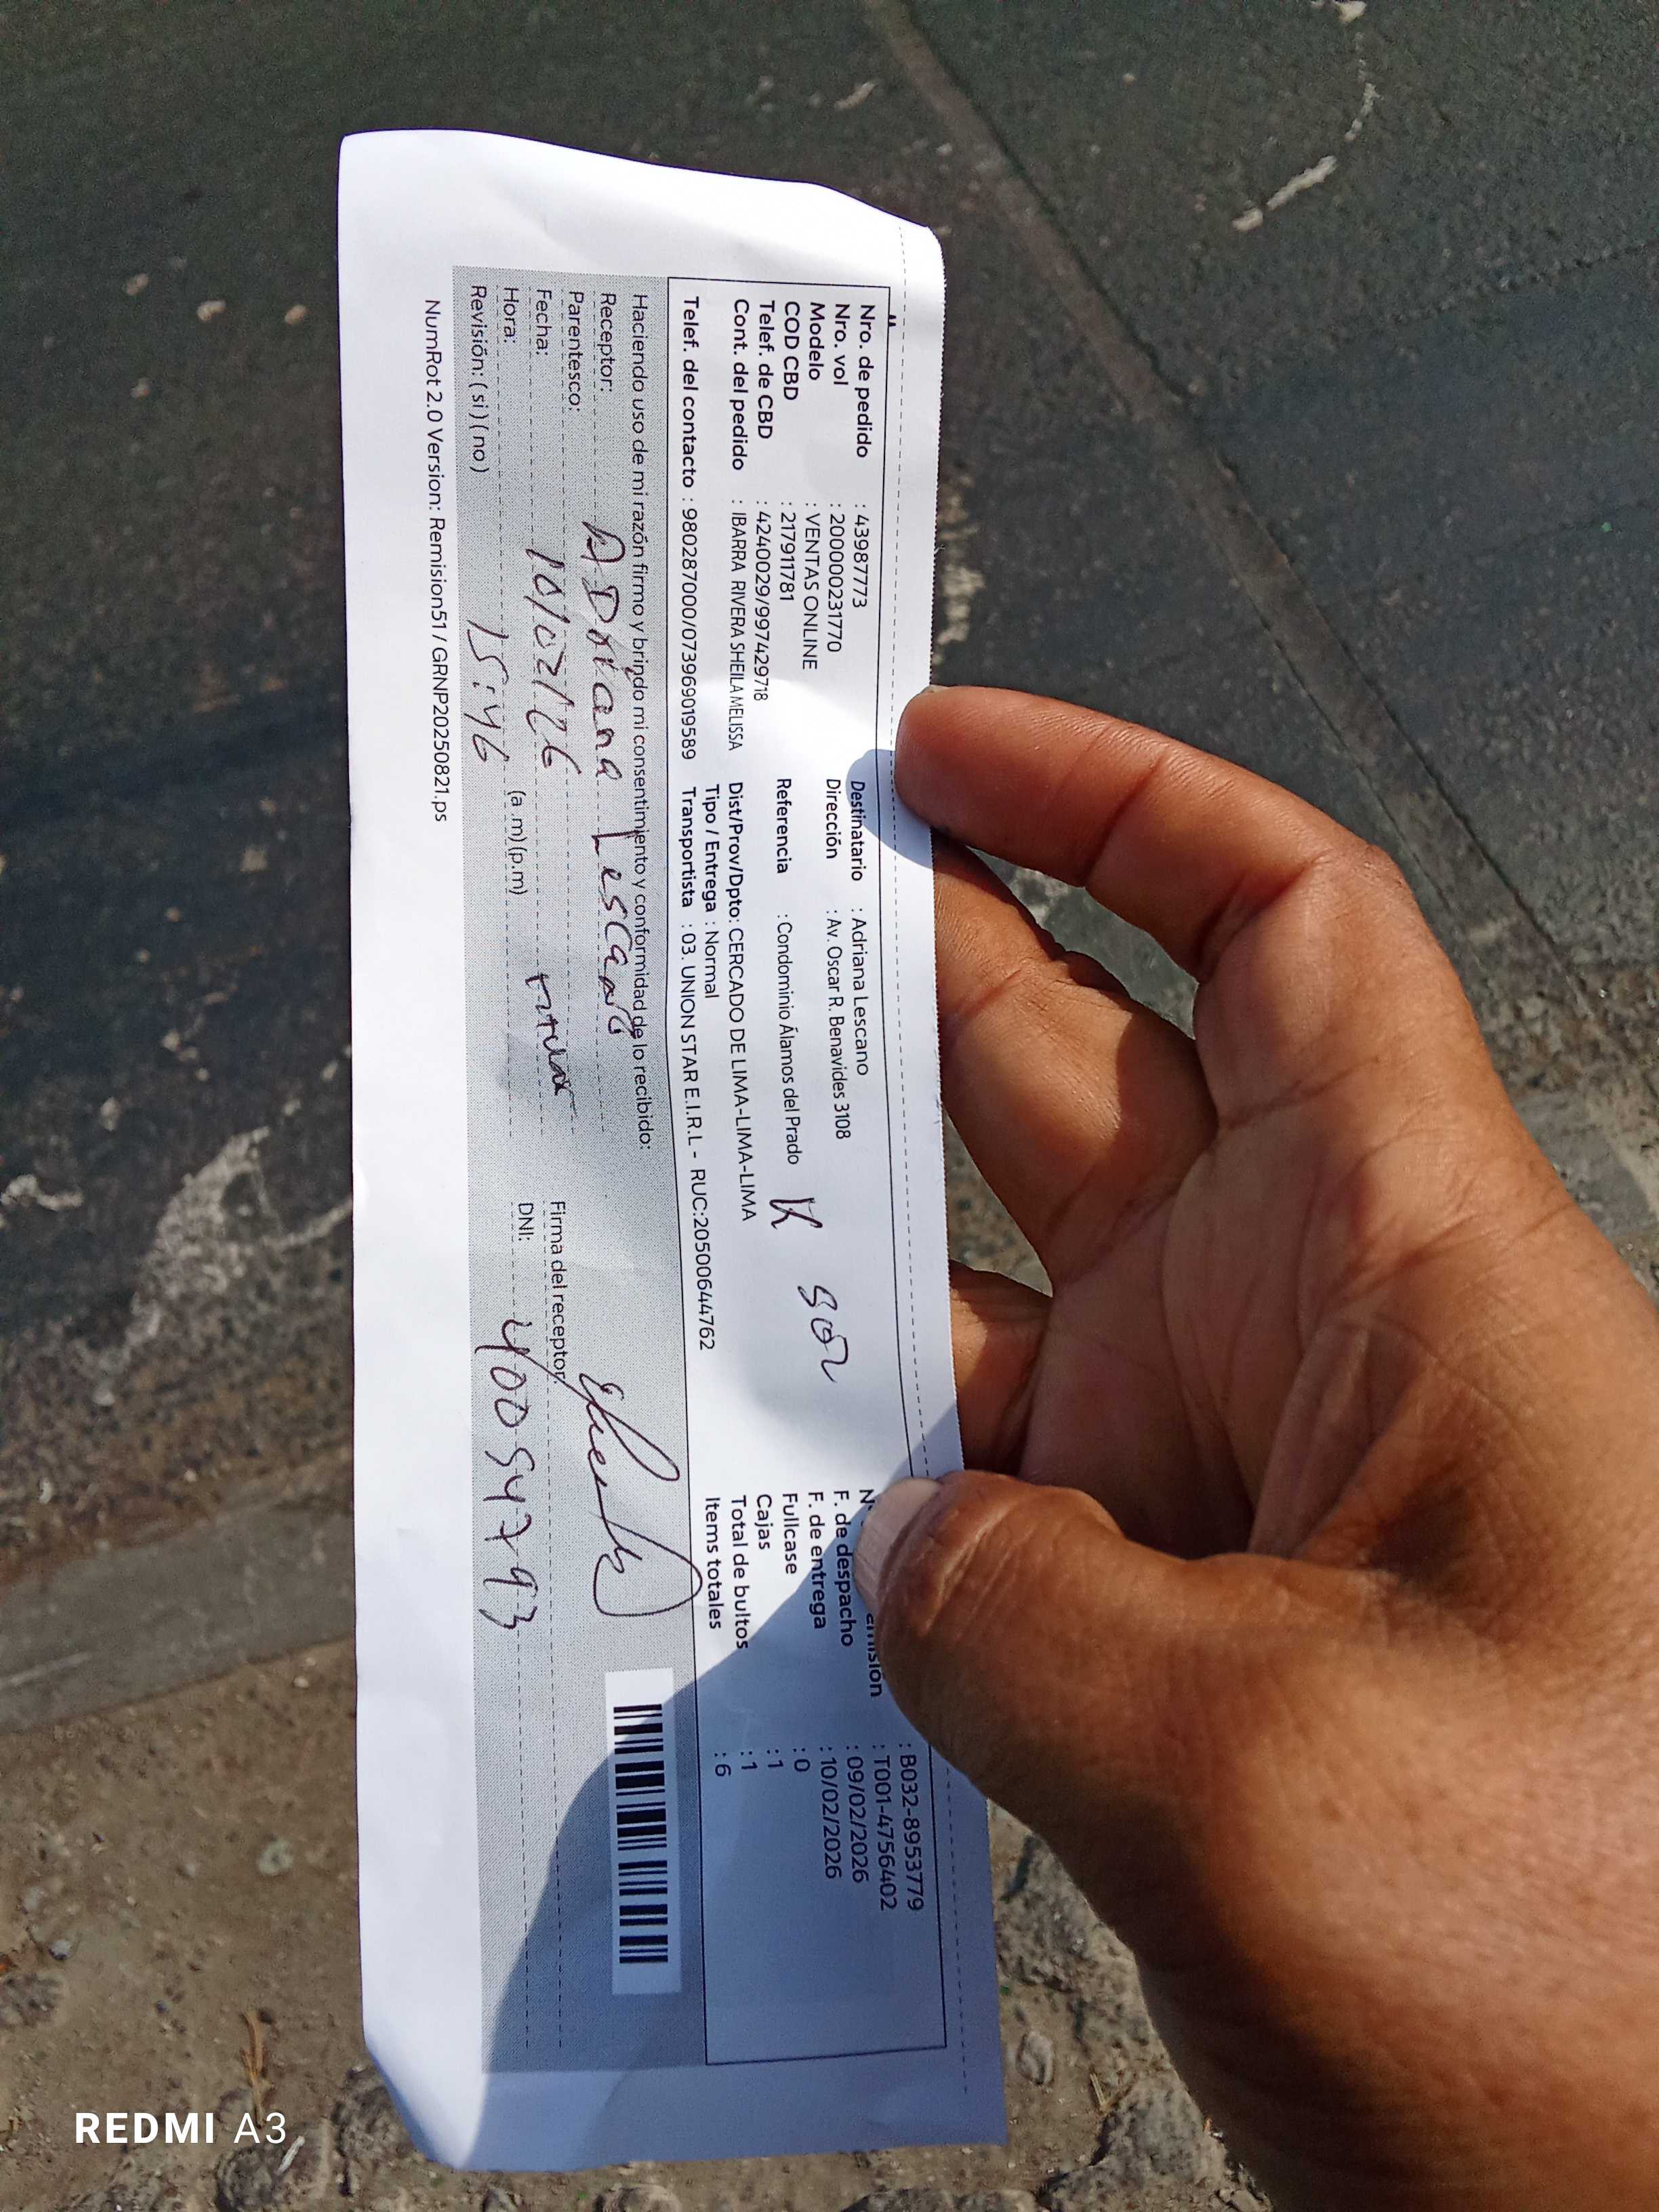 Nro. de pedido : 43987773
Nro. vol : 2000000231770
Modelo : VENTAS ONLINE
COD CBD : 217911781
Telef. de CBD : 4240029/997429718
Cont. del pedido : IBARRA RIVERA SHEILA MELISSA
Telef. del contacto : 980287000/073969019589
Destinatario : Adriana Lescano
Dirección : Av. Oscar R. Benavides 3108
Referencia : Condominio Álamos del Prado
K 802
Dist/Prov/Dpto: CERCADO DE LIMA-LIMA-LIMA
Tipo / Entrega : Normal
Transportista : 03. UNION STAR E.I.R.L - RUC:20500644762
: B032-8953779
: T001-4756402
F. de despacho : 09/02/2026
F. de entrega : 10/02/2026
Fullcase : 0
Cajas : 1
Total de bultos : 1
Items totales : 6
Haciendo uso de mi razón firmo y brindo mi consentimiento y conformidad de lo recibido:
Receptor: ADriana Lescano
Parentesco:
Fecha: 10/02/26
Hora: 15:46 (a.m)(p.m)
Revisión: ( si ) ( no )
Firma del receptor:
DNI: 40054793
NumRot 2.0 Version: Remision51 / GRNP20250821.ps
REDMI A3